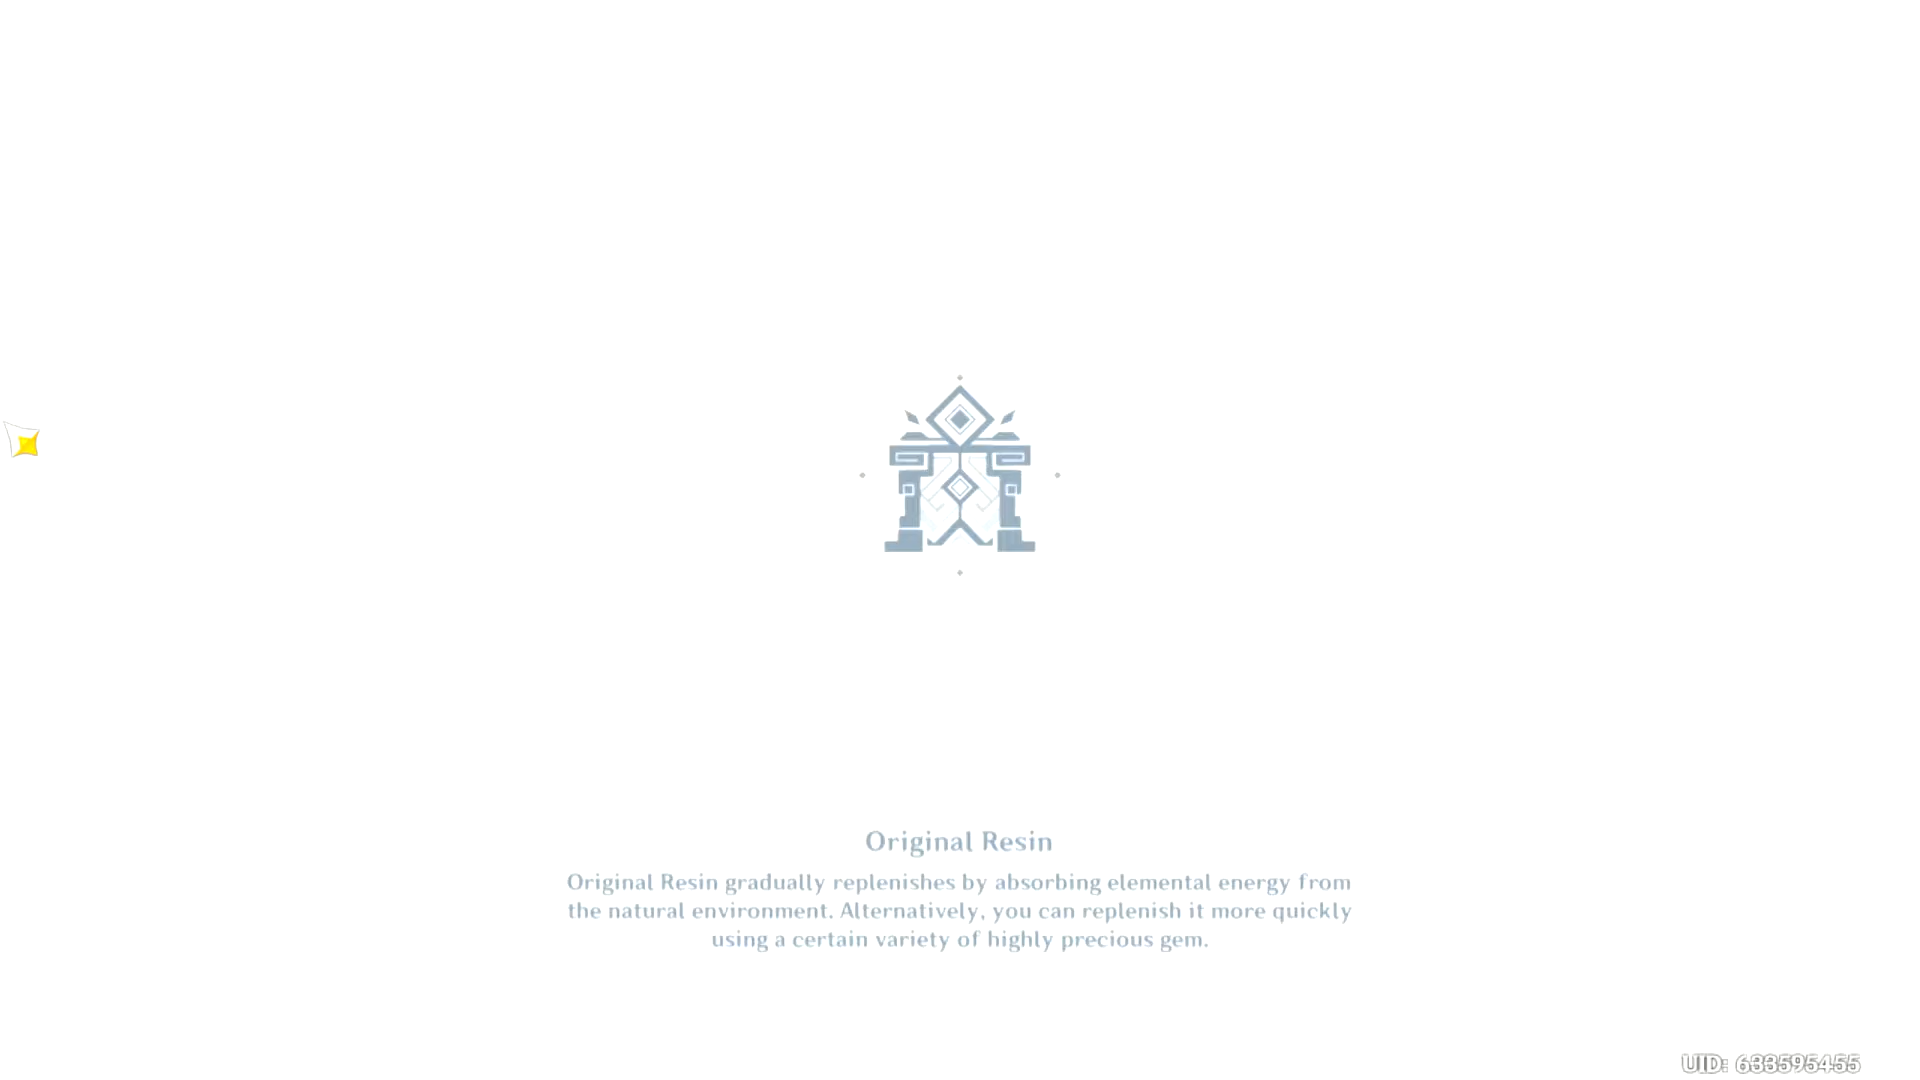 Original Resin
Original Resin gradually replenishes by absorbing elemental energy from
the natural environment. Alternatively, you can replenish it more quickly
using a certain variety of highly precious gem.
UID: 633595455